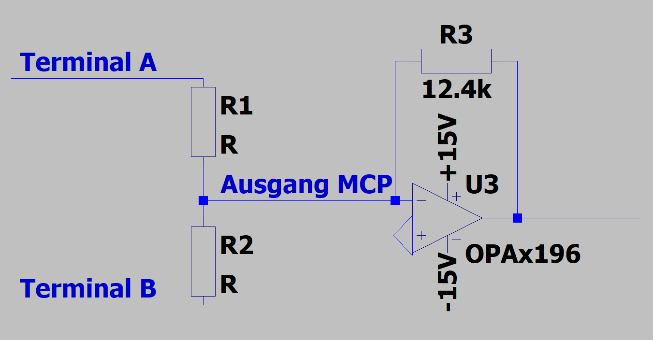 R3
Terminal A
12.4k
R1
+15V
R
Ausgang MCP
U3
R2
OPAx196
-15V
R
Terminal B